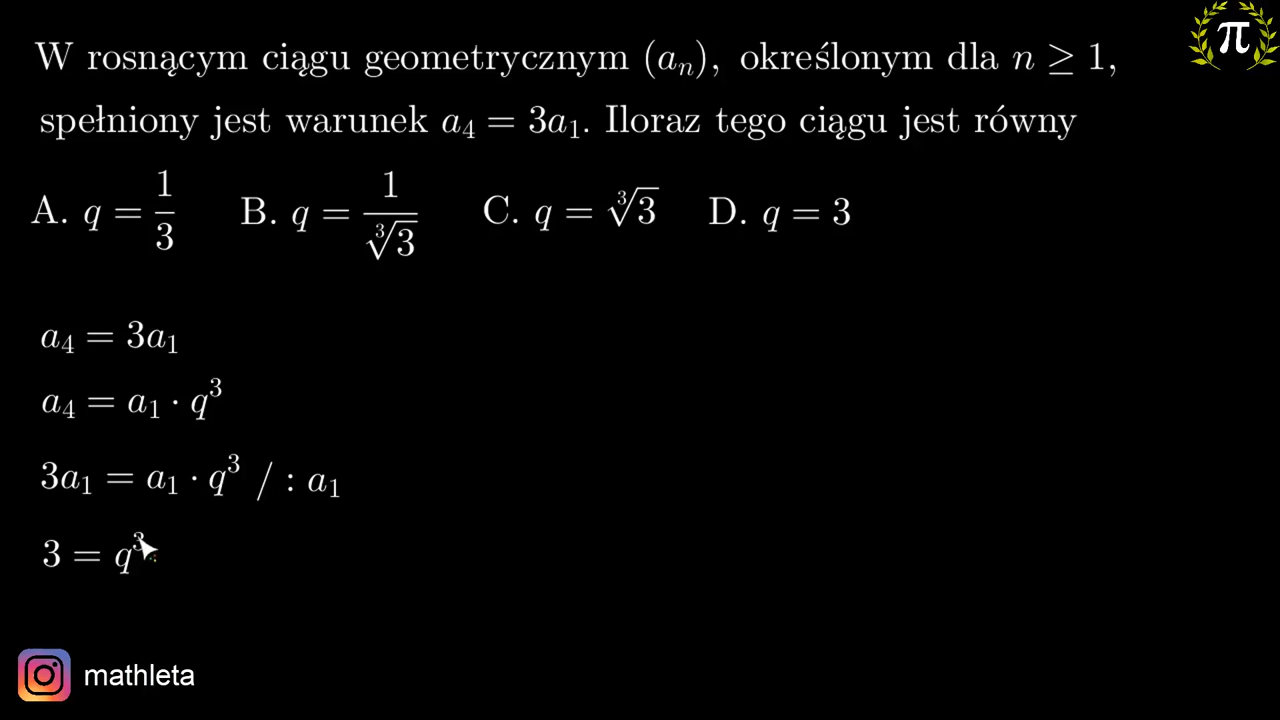 π
W rosnącym ciągu geometrycznym (aₙ), określonym dla n ≥ 1,
spełniony jest warunek a₄ = 3a₁. Iloraz tego ciągu jest równy
A. q = 1/3 B. q = 1/∛3 C. q = ∛3 D. q = 3
a₄ = 3a₁
a₄ = a₁ · q³
3a₁ = a₁ · q³ / : a₁
3 = q³
mathleta